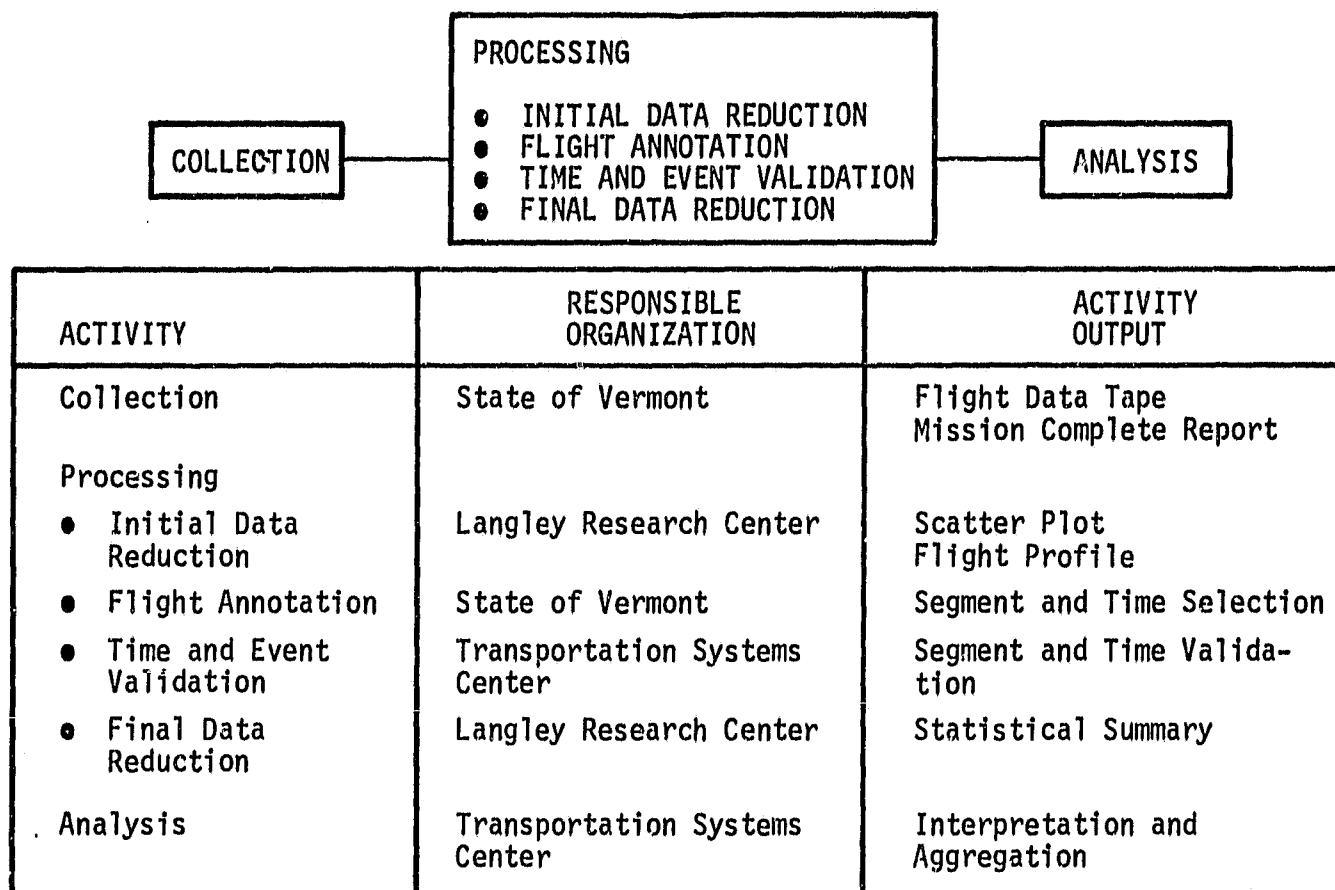 PROCESSING
● INITIAL DATA REDUCTION
● FLIGHT ANNOTATION
● TIME AND EVENT VALIDATION
● FINAL DATA REDUCTION
COLLECTION
ANALYSIS
ACTIVITY
RESPONSIBLE
ORGANIZATION
ACTIVITY
OUTPUT
Collection
State of Vermont
Flight Data Tape
Mission Complete Report
Processing
● Initial Data
Reduction
Langley Research Center
Scatter Plot
Flight Profile
● Flight Annotation
State of Vermont
Segment and Time Selection
● Time and Event
Validation
Transportation Systems
Center
Segment and Time Valida-
tion
● Final Data
Reduction
Langley Research Center
Statistical Summary
Analysis
Transportation Systems
Center
Interpretation and
Aggregation